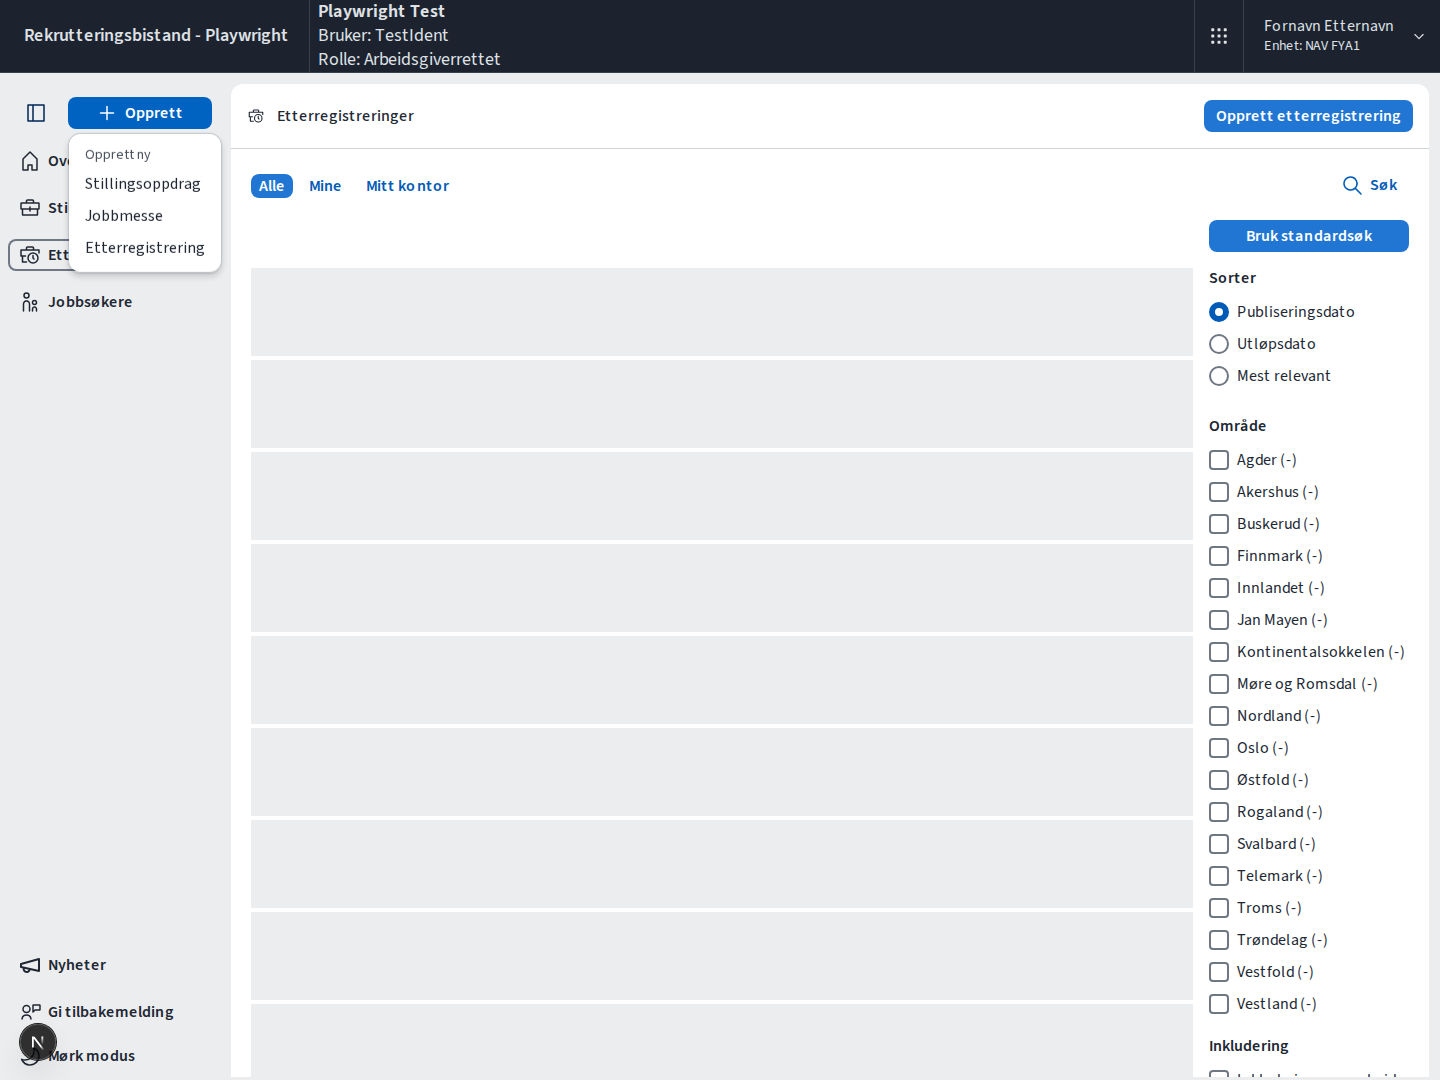 Rekrutteringsbistand - Playwright
Playwright Test
Bruker: TestIdent
Rolle: Arbeidsgiverrettet
Fornavn Etternavn
Enhet: NAV FYA1
Opprett
Opprett ny
Stillingsoppdrag
Jobbmesse
Etterregistrering
Jobbsøkere
Nyheter
Gi tilbakemelding
Mørk modus
N
Etterregistreringer
Opprett etterregistrering
Alle
Mine
Mitt kontor
Søk
Bruk standardsøk
Sorter
Publiseringsdato
Utløpsdato
Mest relevant
Område
Agder (-)
Akershus (-)
Buskerud (-)
Finnmark (-)
Innlandet (-)
Jan Mayen (-)
Kontinentalsokkelen (-)
Møre og Romsdal (-)
Nordland (-)
Oslo (-)
Østfold (-)
Rogaland (-)
Svalbard (-)
Telemark (-)
Troms (-)
Trøndelag (-)
Vestfold (-)
Vestland (-)
Inkludering